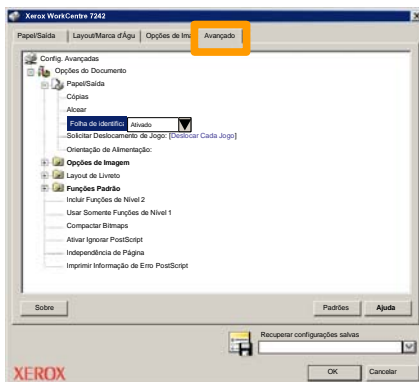 Xerox WorkCentre 7242
Papel/Saída Layout/Marca d'Águ Opções de Ima Avançado
Config. Avançadas
Opções do Documento
Papel/Saída
Cópias
Alcear
Folha de identifica Ativado
Solicitar Deslocamento de Jogo: [Deslocar Cada Jogo]
Orientação de Alimentação:
Opções de Imagem
Layout de Livreto
Funções Padrão
Incluir Funções de Nível 2
Usar Somente Funções de Nível 1
Compactar Bitmaps
Ativar Ignorar PostScript
Independência de Página
Imprimir Informação de Erro PostScript
Sobre Padrões Ajuda
Recuperar configurações salvas
XEROX OK Cancelar